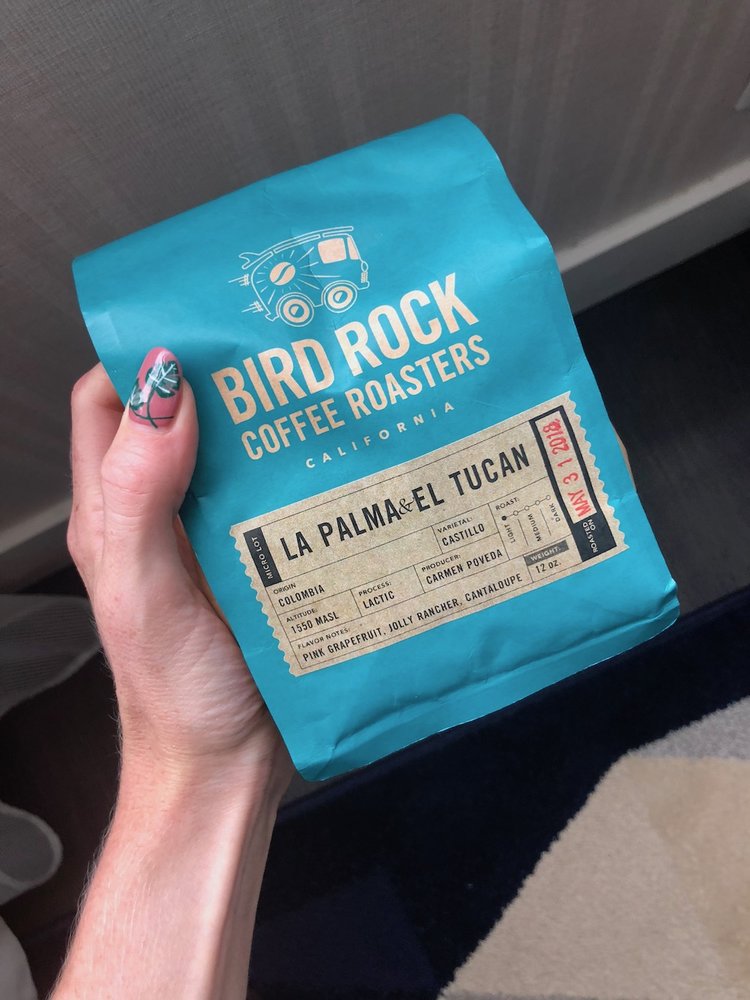 BIRD ROCK
COFFEE ROASTERS
CALIFORNIA
MICRO LOT
LA PALMA & EL TUCAN
ORIGIN
COLOMBIA
VARIETAL:
CASTILLO
ROAST:
LIGHT
MEDIUM
DARK
ALTITUDE:
1550 MASL
PROCESS:
LACTIC
PRODUCER:
CARMEN POVEDA
WEIGHT:
12 oz.
FLAVOR NOTES:
PINK GRAPEFRUIT, JOLLY RANCHER, CANTALOUPE
ROASTED ON
MAY 31 2018